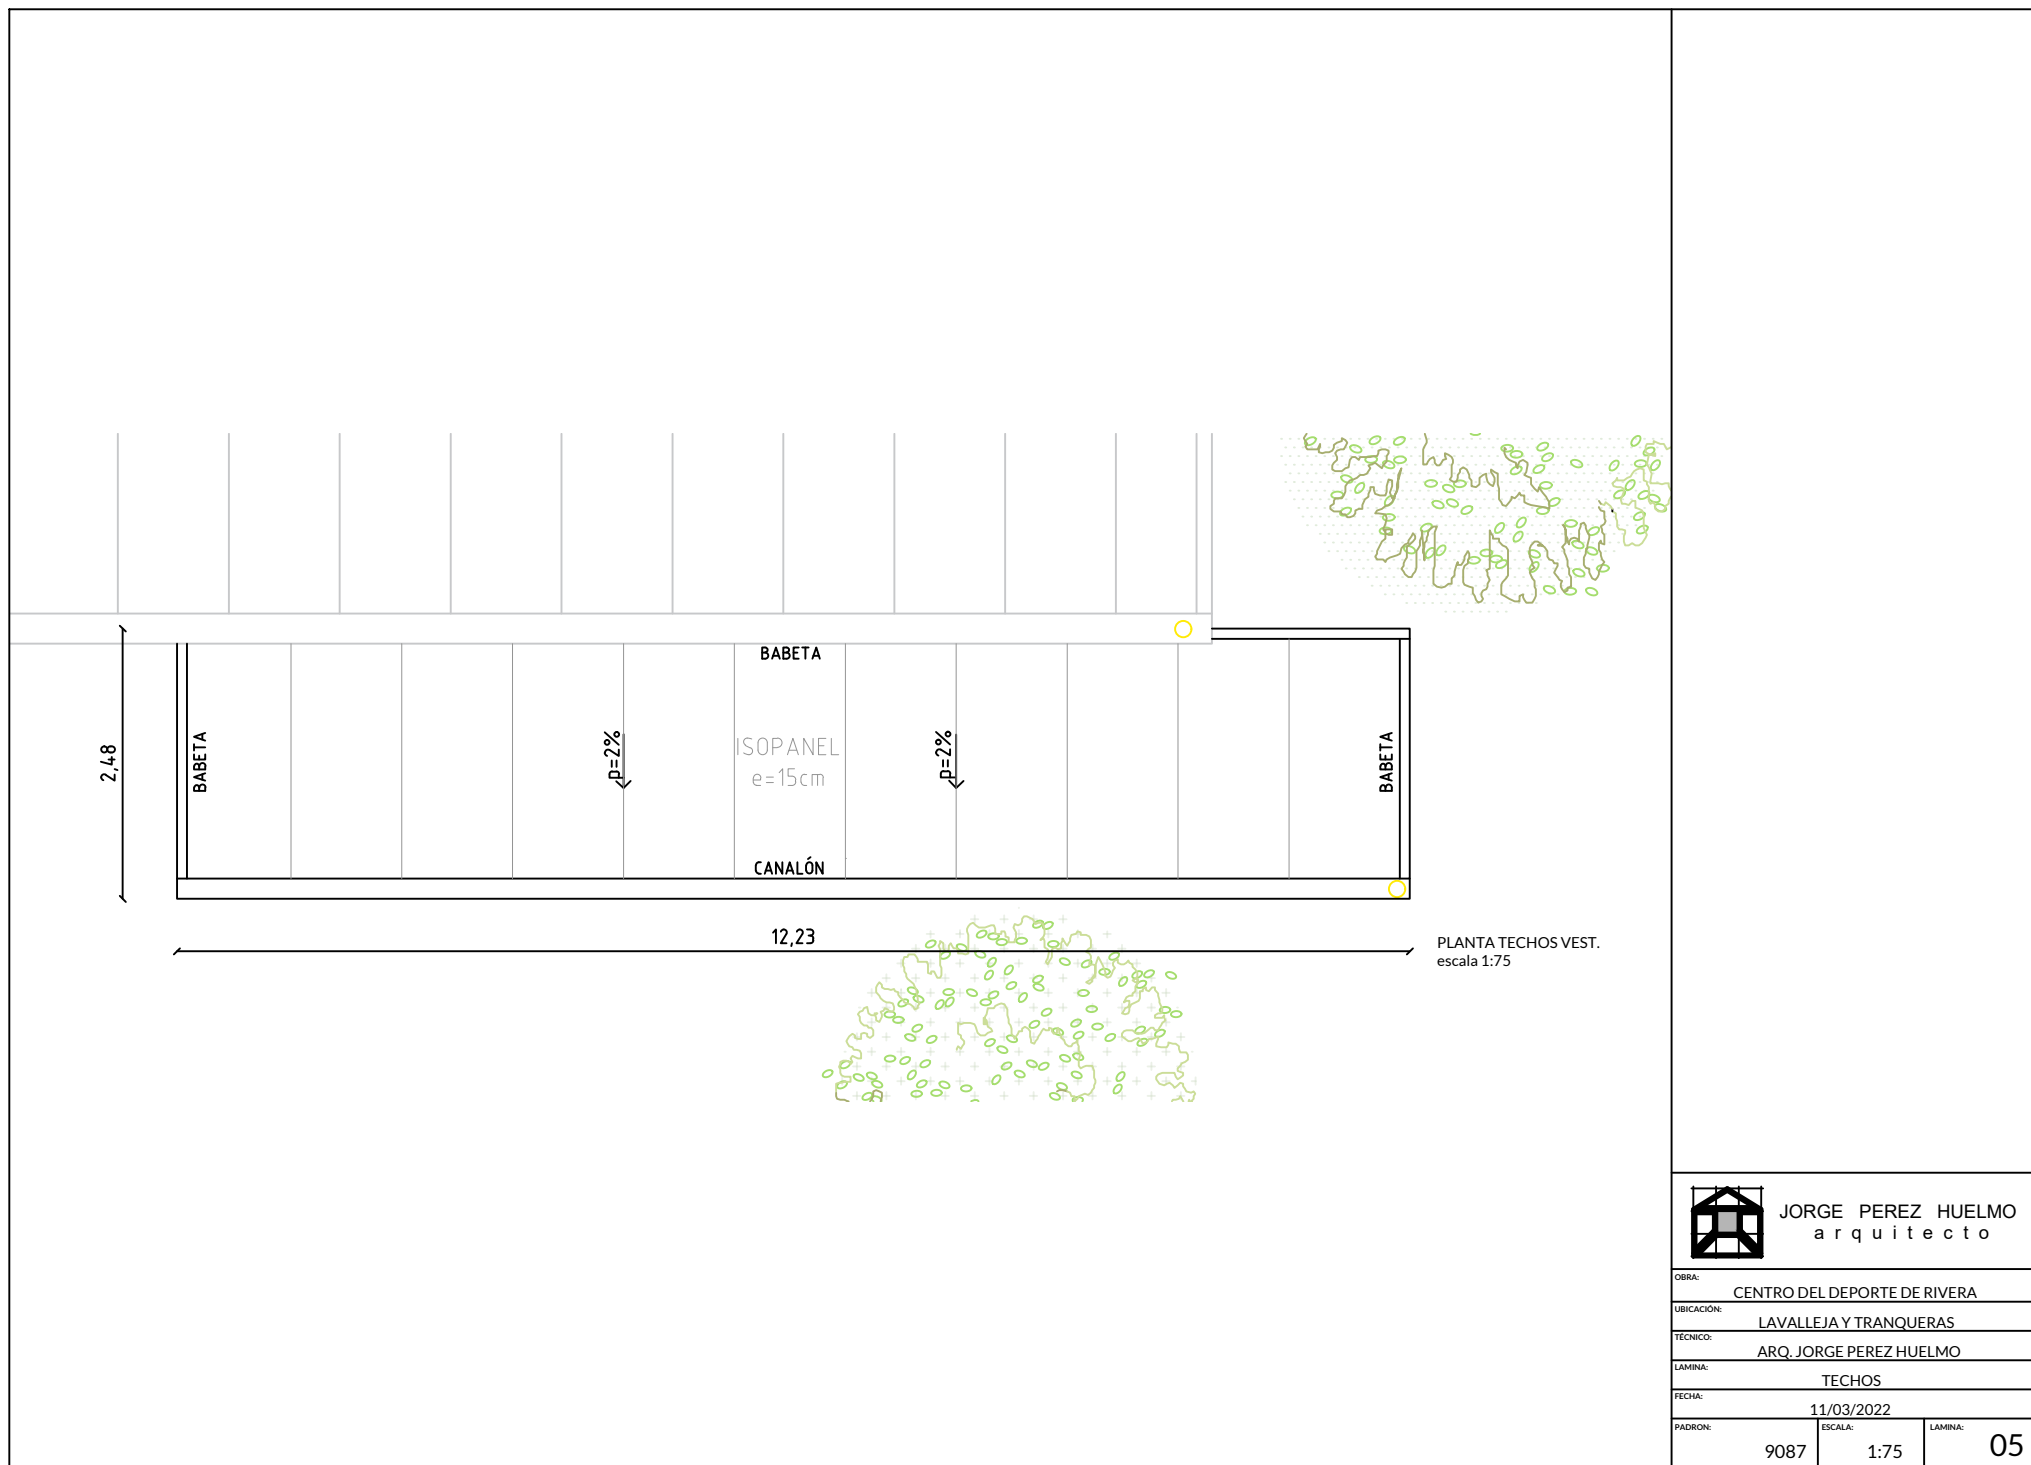 BABETA
2,48
BABETA
p=2%
ISOPANEL
e=15cm
p=2%
BABETA
CANALÓN
12,23
PLANTA TECHOS VEST.
escala 1:75
JORGE PEREZ HUELMO
arquitecto
OBRA:
CENTRO DEL DEPORTE DE RIVERA
UBICACIÓN:
LAVALLEJA Y TRANQUERAS
TÉCNICO:
ARQ. JORGE PEREZ HUELMO
LAMINA:
TECHOS
FECHA:
11/03/2022
PADRON:
9087
ESCALA:
1:75
LAMINA:
05